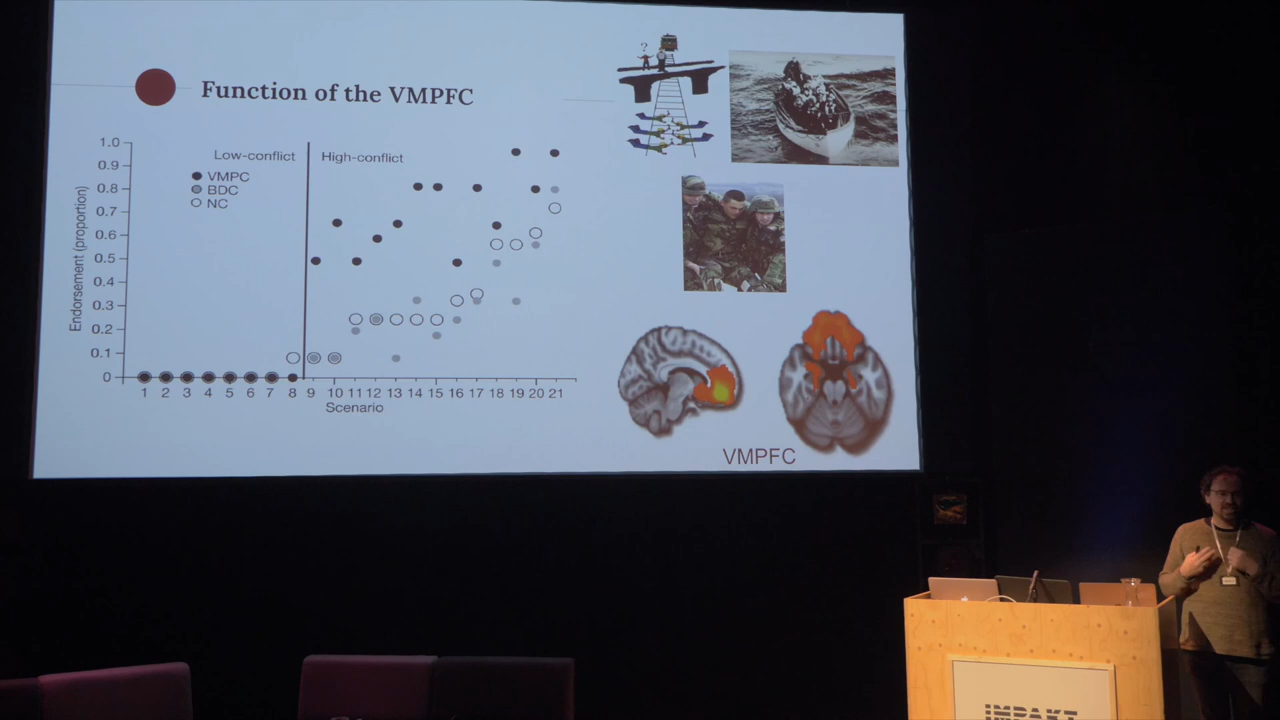 Function of the VMPFC
Low-conflict
High-conflict
VMPC
BDC
NC
Endorsement (proportion)
1.0
0.9
0.8
0.7
0.6
0.5
0.4
0.3
0.2
0.1
0
1 2 3 4 5 6 7 8 9 10 11 12 13 14 15 16 17 18 19 20 21
Scenario
?
VMPFC
IMPAKT